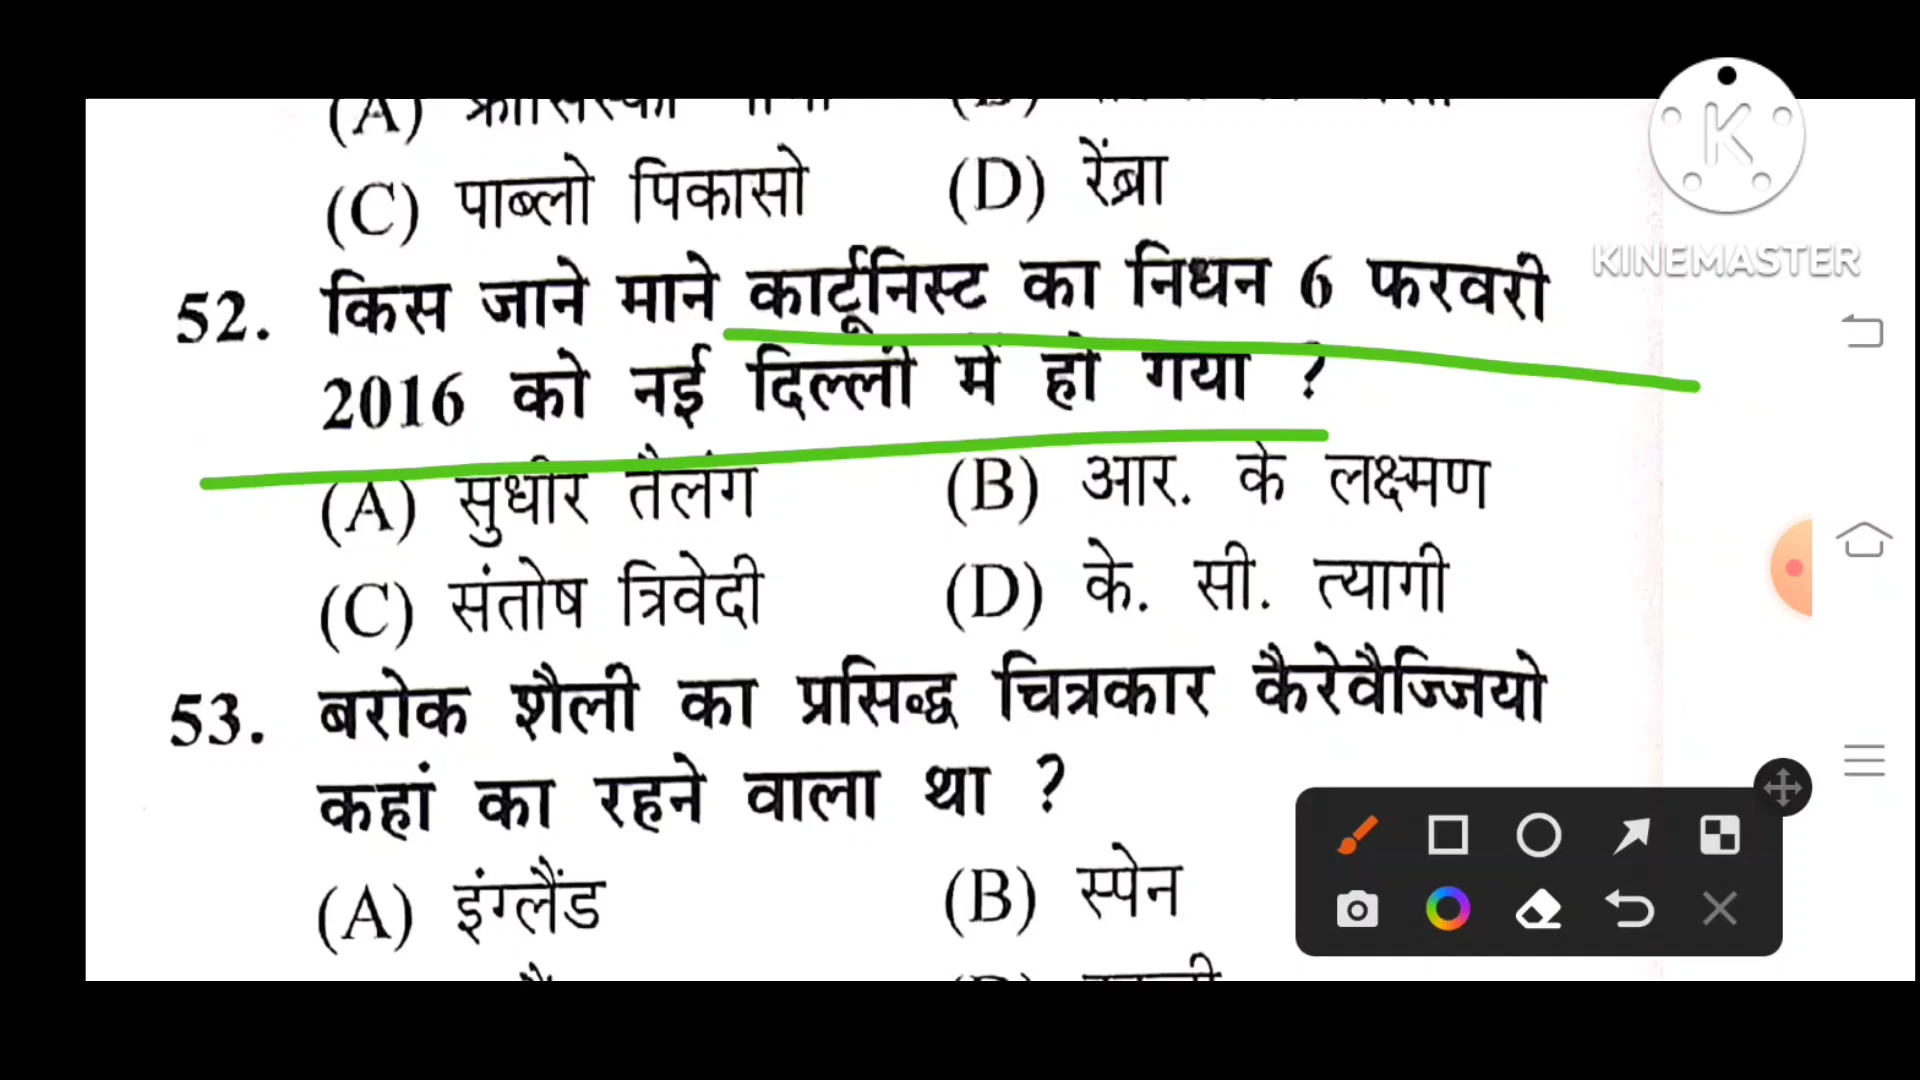 (A)
(C) पाब्लो पिकासो (D) रेंब्रा
KINEMASTER
52. किस जाने माने कार्टूनिस्ट का निधन 6 फरवरी
2016 को नई दिल्ली में हो गया ?
(A) सुधीर तैलंग (B) आर. के लक्ष्मण
(C) संतोष त्रिवेदी (D) के. सी. त्यागी
53. बरोक शैली का प्रसिद्ध चित्रकार कैरेवैज्जियो
कहां का रहने वाला था ?
(A) इंग्लैंड (B) स्पेन